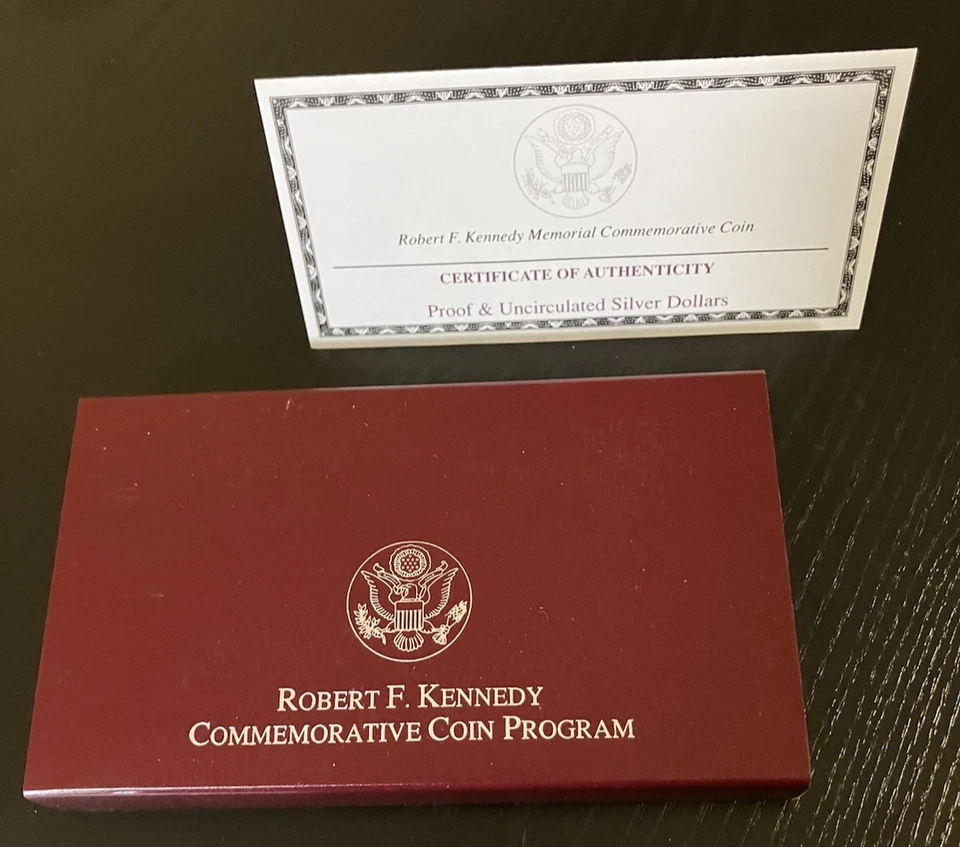 Robert F. Kennedy Memorial Commemorative Coin
CERTIFICATE OF AUTHENTICITY
Proof & Uncirculated Silver Dollars
ROBERT F. KENNEDY
COMMEMORATIVE COIN PROGRAM